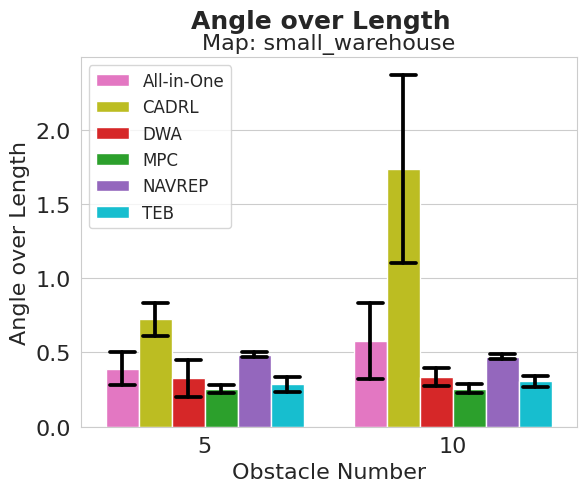 Angle over Length
Map: small_warehouse
Angle over Length
2.0
1.5
1.0
0.5
0.0
All-in-One
CADRL
DWA
MPC
NAVREP
TEB
5
10
Obstacle Number